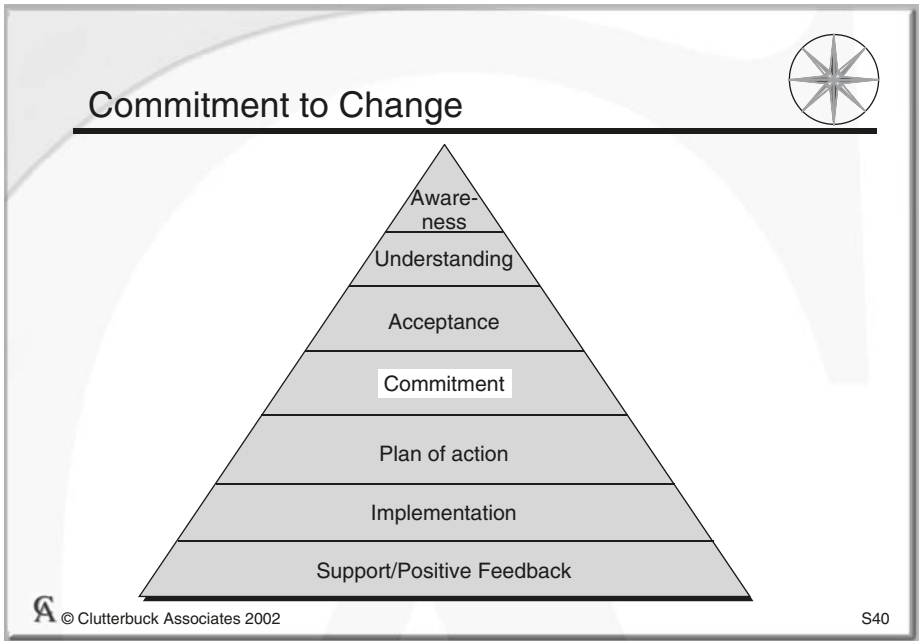 Commitment to Change
Aware-
ness
Understanding
Acceptance
Commitment
Plan of action
Implementation
Support/Positive Feedback
CA © Clutterbuck Associates 2002
S40